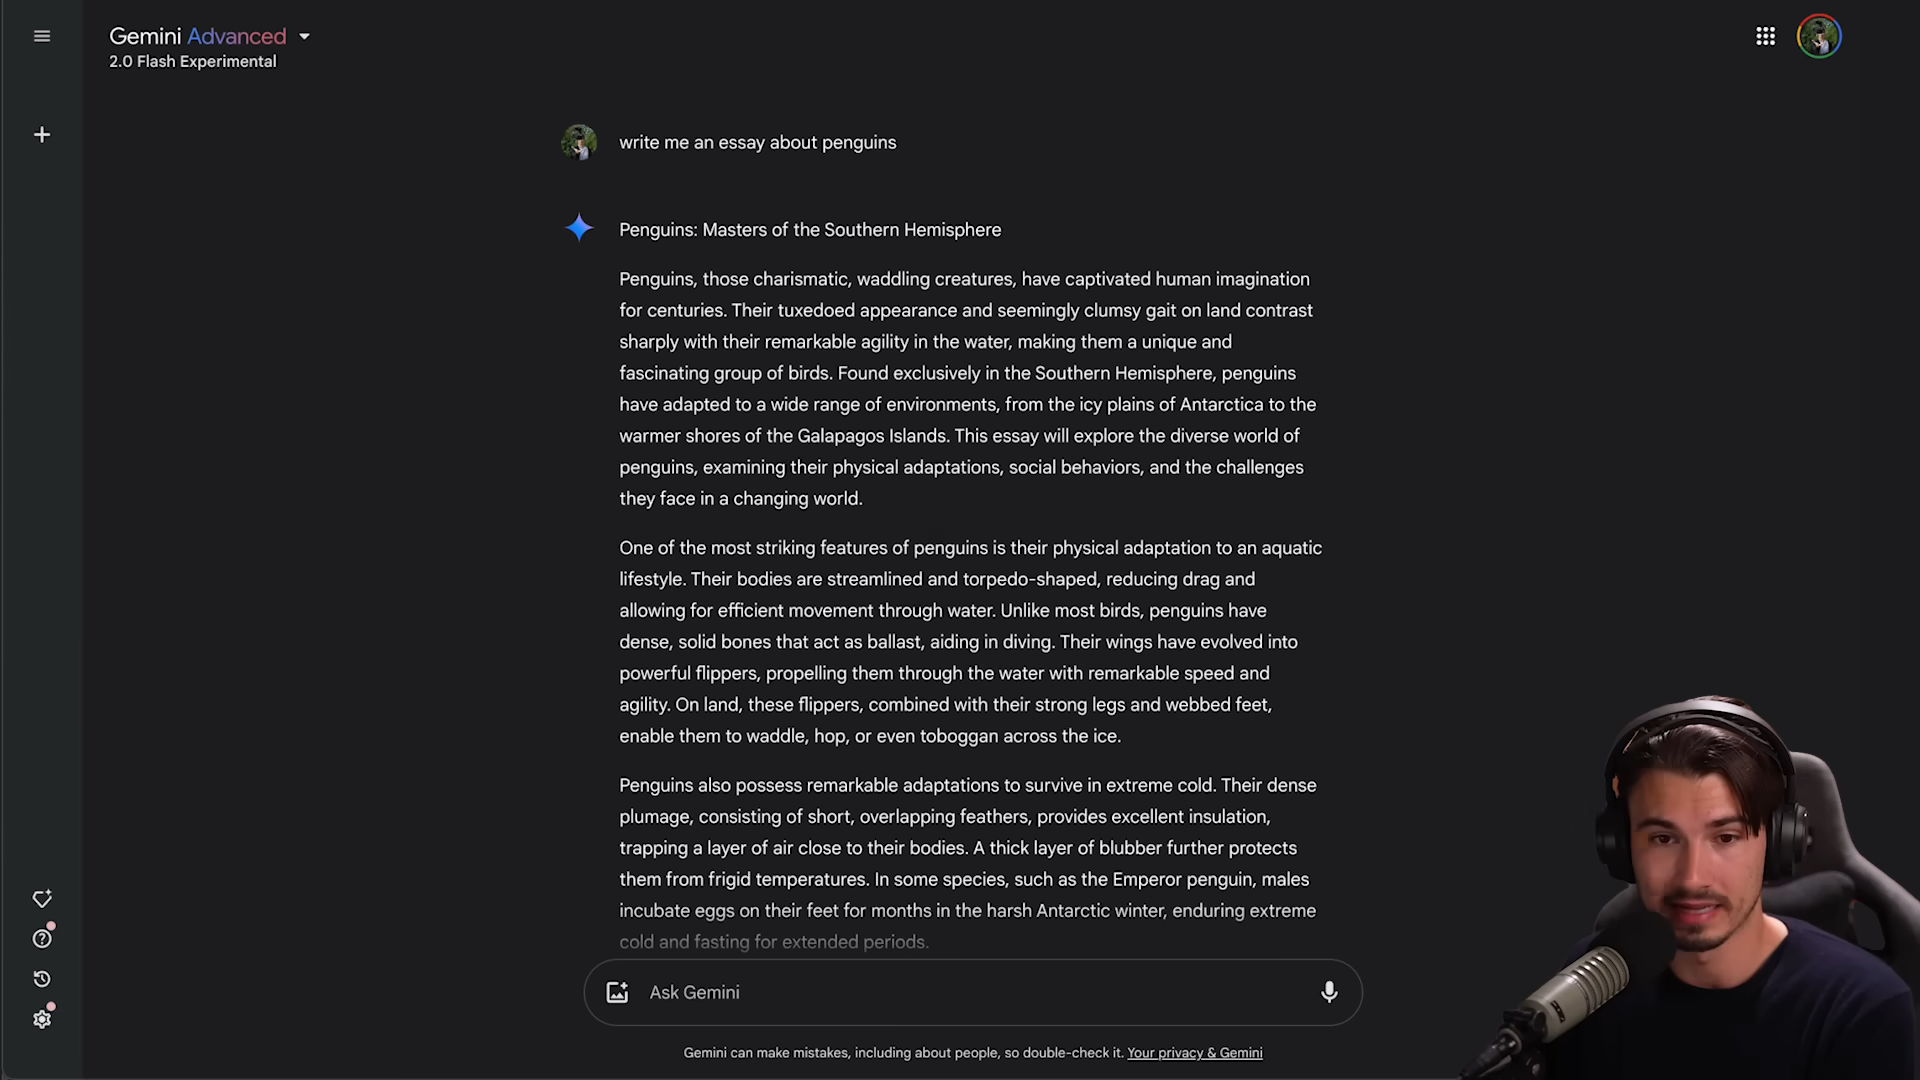 Gemini Advanced
2.0 Flash Experimental
write me an essay about penguins
Penguins: Masters of the Southern Hemisphere
Penguins, those charismatic, waddling creatures, have captivated human imagination
for centuries. Their tuxedoed appearance and seemingly clumsy gait on land contrast
sharply with their remarkable agility in the water, making them a unique and
fascinating group of birds. Found exclusively in the Southern Hemisphere, penguins
have adapted to a wide range of environments, from the icy plains of Antarctica to the
warmer shores of the Galapagos Islands. This essay will explore the diverse world of
penguins, examining their physical adaptations, social behaviors, and the challenges
they face in a changing world.
One of the most striking features of penguins is their physical adaptation to an aquatic
lifestyle. Their bodies are streamlined and torpedo-shaped, reducing drag and
allowing for efficient movement through water. Unlike most birds, penguins have
dense, solid bones that act as ballast, aiding in diving. Their wings have evolved into
powerful flippers, propelling them through the water with remarkable speed and
agility. On land, these flippers, combined with their strong legs and webbed feet,
enable them to waddle, hop, or even toboggan across the ice.
Penguins also possess remarkable adaptations to survive in extreme cold. Their dense
plumage, consisting of short, overlapping feathers, provides excellent insulation,
trapping a layer of air close to their bodies. A thick layer of blubber further protects
them from frigid temperatures. In some species, such as the Emperor penguin, males
incubate eggs on their feet for months in the harsh Antarctic winter, enduring extreme
cold and fasting for extended periods.
Ask Gemini
Gemini can make mistakes, including about people, so double-check it. Your privacy & Gemini